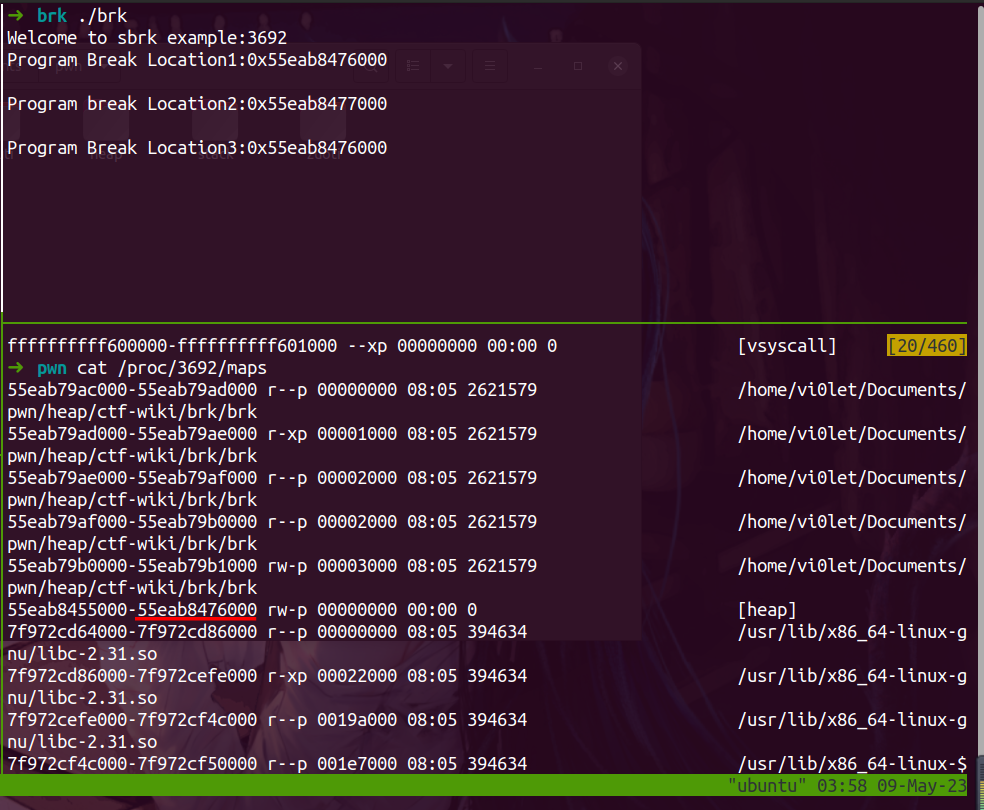 ➜ brk ./brk
Welcome to sbrk example:3692
Program Break Location1:0x55eab8476000
Program break Location2:0x55eab8477000
Program Break Location3:0x55eab8476000
ffffffffff600000-ffffffffff601000 --xp 00000000 00:00 0 [vsyscall] [20/460]
➜ pwn cat /proc/3692/maps
55eab79ac000-55eab79ad000 r--p 00000000 08:05 2621579 /home/vi0let/Documents/
pwn/heap/ctf-wiki/brk/brk
55eab79ad000-55eab79ae000 r-xp 00001000 08:05 2621579 /home/vi0let/Documents/
pwn/heap/ctf-wiki/brk/brk
55eab79ae000-55eab79af000 r--p 00002000 08:05 2621579 /home/vi0let/Documents/
pwn/heap/ctf-wiki/brk/brk
55eab79af000-55eab79b0000 r--p 00002000 08:05 2621579 /home/vi0let/Documents/
pwn/heap/ctf-wiki/brk/brk
55eab79b0000-55eab79b1000 rw-p 00003000 08:05 2621579 /home/vi0let/Documents/
pwn/heap/ctf-wiki/brk/brk
55eab8455000-55eab8476000 rw-p 00000000 00:00 0 [heap]
7f972cd64000-7f972cd86000 r--p 00000000 08:05 394634 /usr/lib/x86_64-linux-g
nu/libc-2.31.so
7f972cd86000-7f972cefe000 r-xp 00022000 08:05 394634 /usr/lib/x86_64-linux-g
nu/libc-2.31.so
7f972cefe000-7f972cf4c000 r--p 0019a000 08:05 394634 /usr/lib/x86_64-linux-g
nu/libc-2.31.so
7f972cf4c000-7f972cf50000 r--p 001e7000 08:05 394634 /usr/lib/x86_64-linux-$
"ubuntu" 03:58 09-May-23